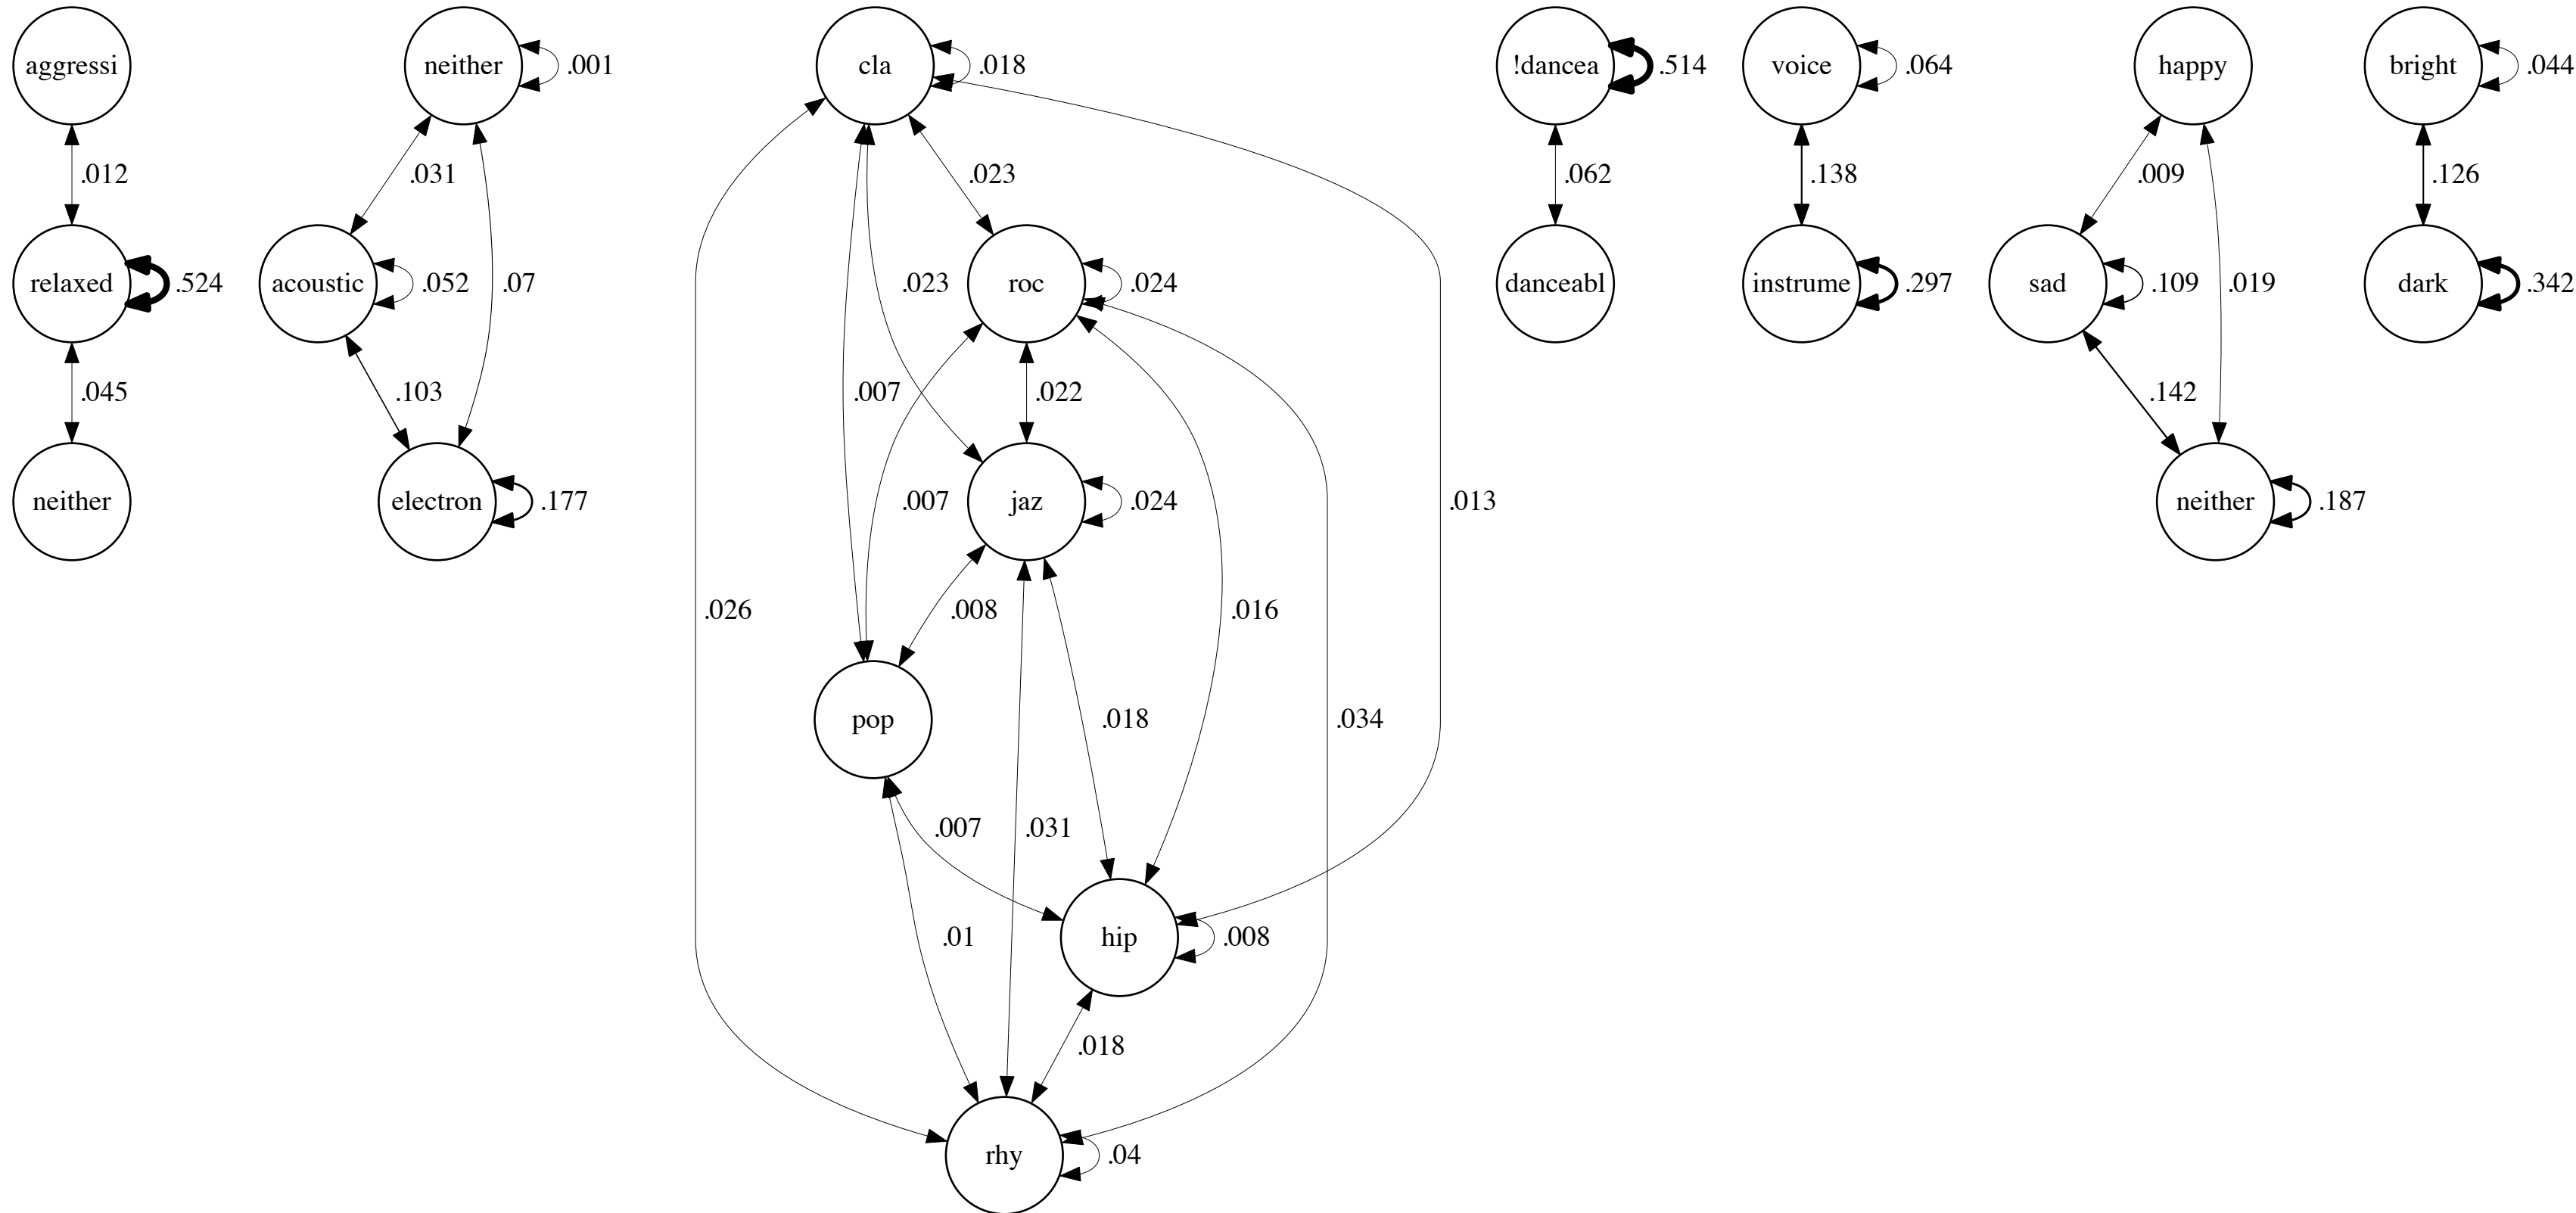 aggressi
.012
relaxed
.524
.045
neither
neither
.001
.031
acoustic
.052
.07
.103
electron
.177
cla
.018
.023
roc
.024
.023
.022
.007
jaz
.024
.007
.013
.026
.008
.016
pop
.018
.034
.007
.031
hip
.008
.01
.018
rhy
.04
!dancea
.514
.062
danceabl
voice
.064
.138
instrume
.297
happy
.009
sad
.109
.019
.142
neither
.187
bright
.044
.126
dark
.342